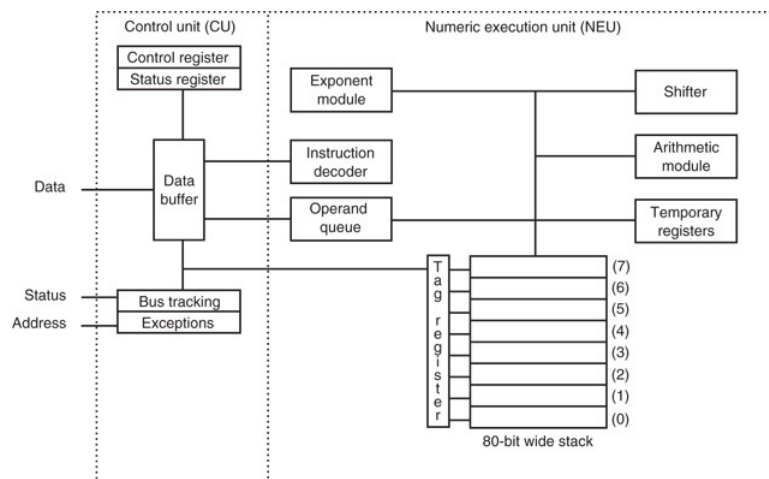 Control unit (CU)
Numeric execution unit (NEU)
Control register
Status register
Exponent
module
Shifter
Data
Data
buffer
Instruction
decoder
Arithmetic
module
Operand
queue
Temporary
registers
Status
Address
Bus tracking
Exceptions
Tag register
(7)
(6)
(5)
(4)
(3)
(2)
(1)
(0)
80-bit wide stack